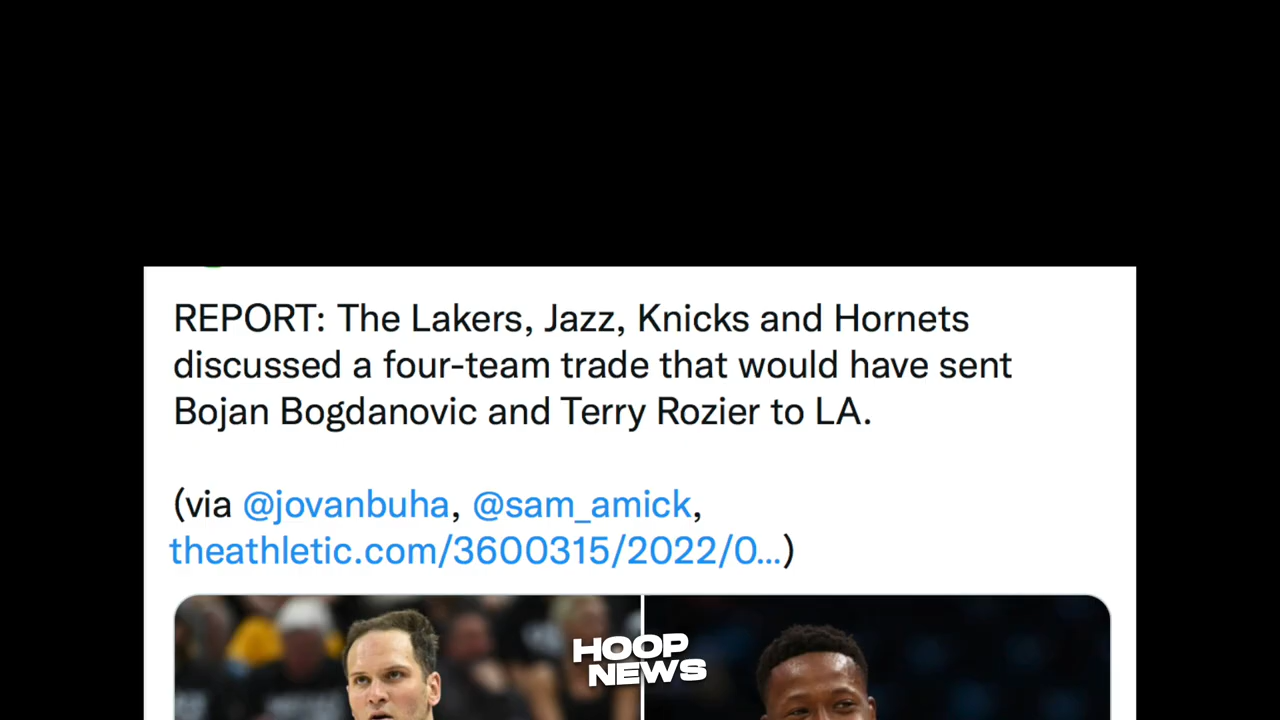 REPORT: The Lakers, Jazz, Knicks and Hornets
discussed a four-team trade that would have sent
Bojan Bogdanovic and Terry Rozier to LA.
(via @jovanbuha, @sam_amick,
theathletic.com/3600315/2022/0...)
HOOP
NEWS